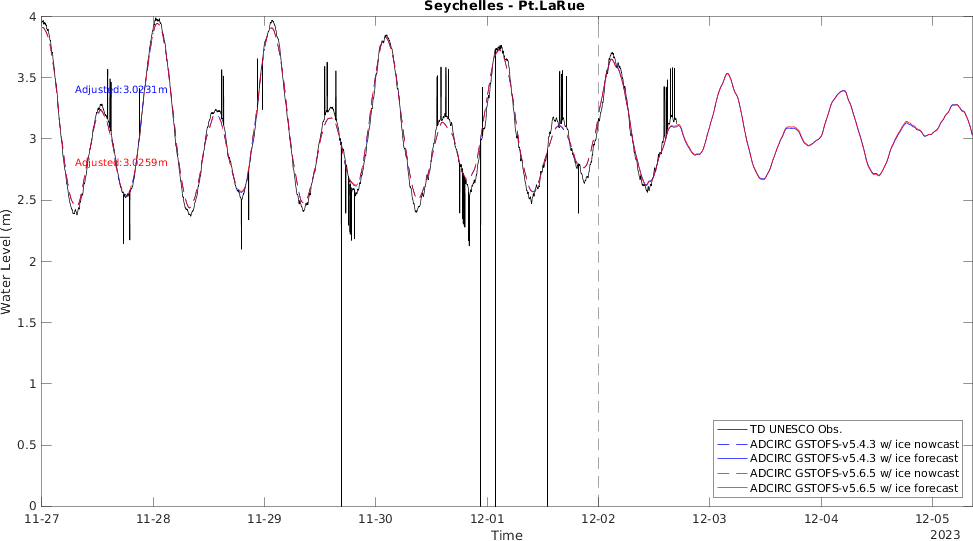 Seychelles - Pt.LaRue
Water Level (m)
4
3.5
3
2.5
2
1.5
1
0.5
0
Adjusted:3.0231m
Adjusted:3.0259m
TD UNESCO Obs.
ADCIRC GSTOFS-v5.4.3 w/ ice nowcast
ADCIRC GSTOFS-v5.4.3 w/ ice forecast
ADCIRC GSTOFS-v5.6.5 w/ ice nowcast
ADCIRC GSTOFS-v5.6.5 w/ ice forecast
11-27 11-28 11-29 11-30 12-01 12-02 12-03 12-04 12-05
Time
2023